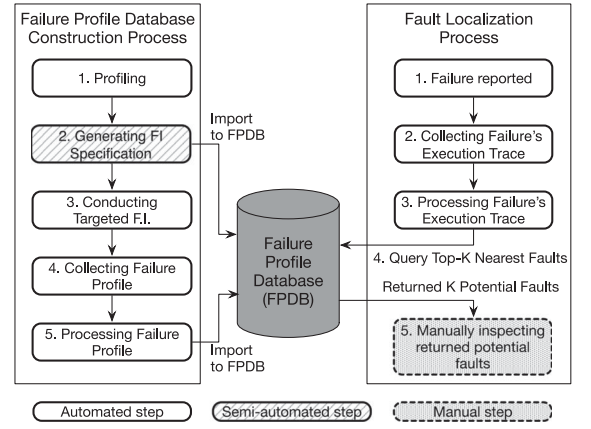 Failure Profile Database
Construction Process
1. Profiling
2. Generating FI
Specification
3. Conducting
Targeted F.I.
4. Collecting Failure
Profile
5. Processing Failure
Profile
Import
to FPDB
Import
to FPDB
Failure
Profile
Database
(FPDB)
Fault Localization
Process
1. Failure reported
2. Collecting Failure's
Execution Trace
3. Processing Failure's
Execution Trace
4. Query Top-K Nearest Faults
Returned K Potential Faults
5. Manually inspecting
returned potential
faults
Automated step
Semi-automated step
Manual step